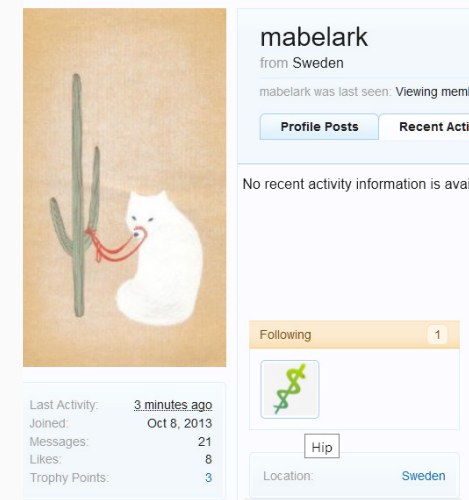 mabelark
from Sweden
mabelark was last seen: Viewing mem
Profile Posts
Recent Acti
No recent activity information is avai
Following 1
Hip
Last Activity: 3 minutes ago
Joined: Oct 8, 2013
Messages: 21
Likes: 8
Trophy Points: 3
Location: Sweden